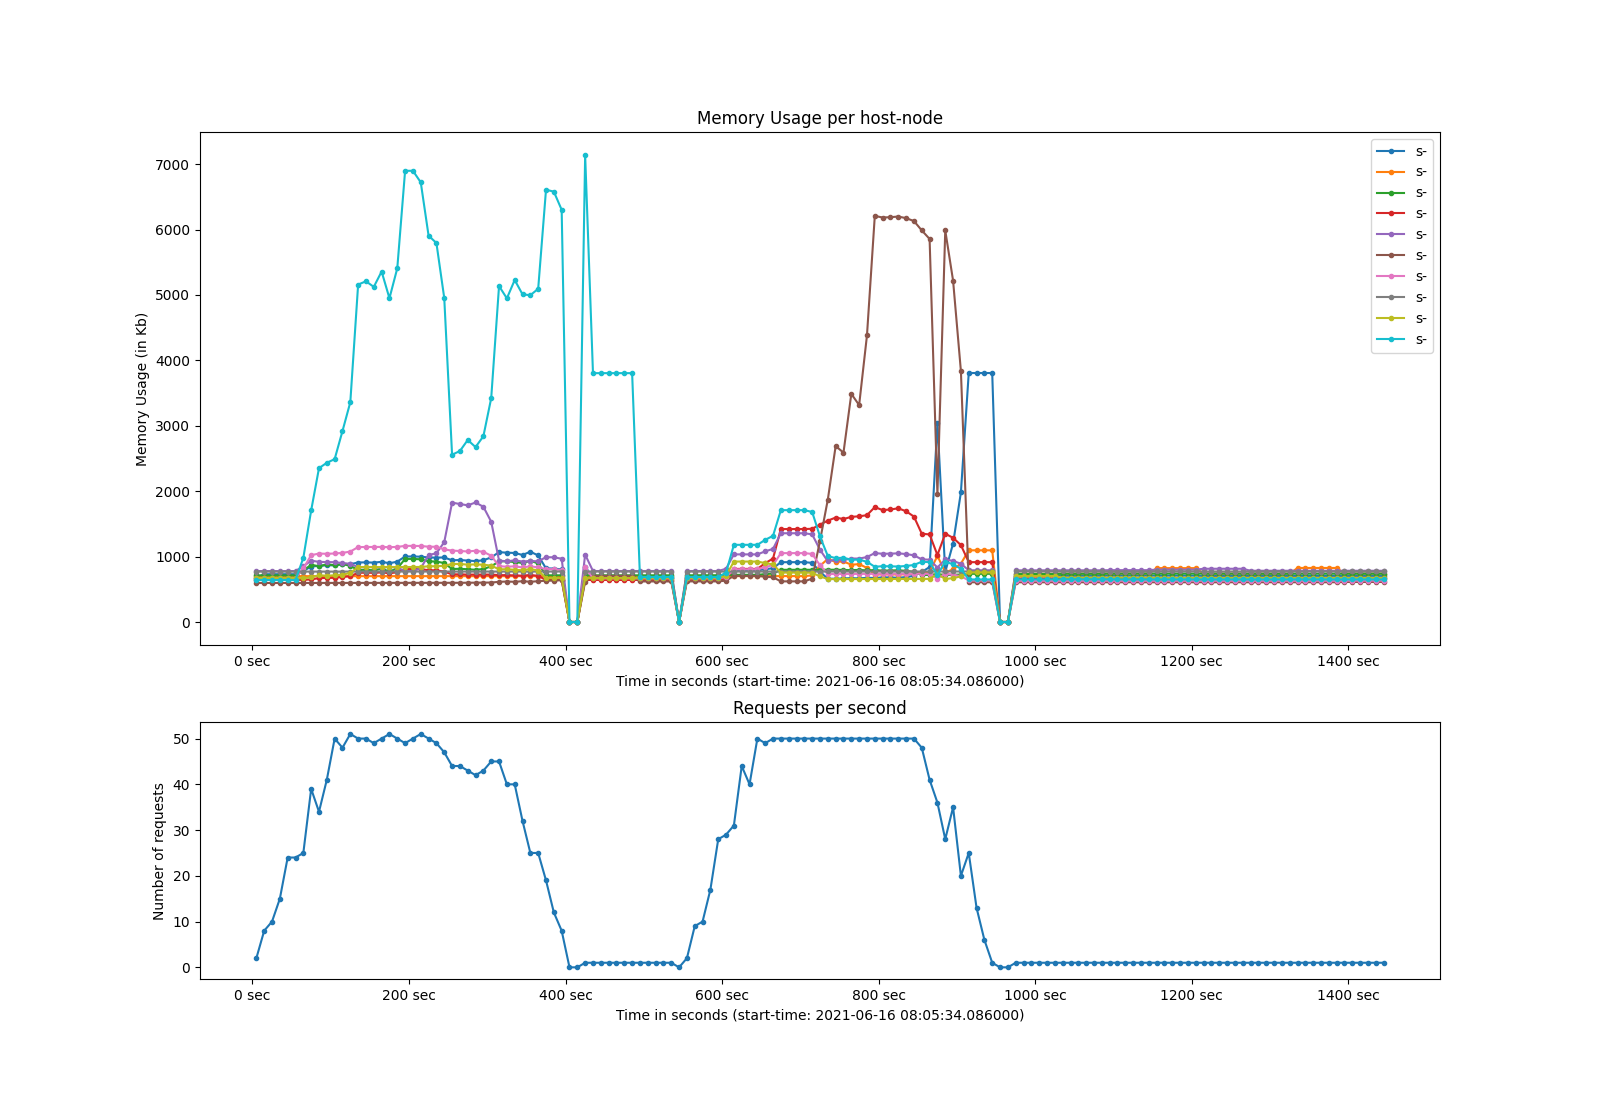 Memory Usage per host-node
7000
6000
5000
4000
3000
2000
1000
0
Memory Usage (in Kb)
s-
s-
s-
s-
s-
s-
s-
s-
s-
s-
0 sec 200 sec 400 sec 600 sec 800 sec 1000 sec 1200 sec 1400 sec
Time in seconds (start-time: 2021-06-16 08:05:34.086000)
Requests per second
50
40
30
20
10
0
Number of requests
0 sec 200 sec 400 sec 600 sec 800 sec 1000 sec 1200 sec 1400 sec
Time in seconds (start-time: 2021-06-16 08:05:34.086000)